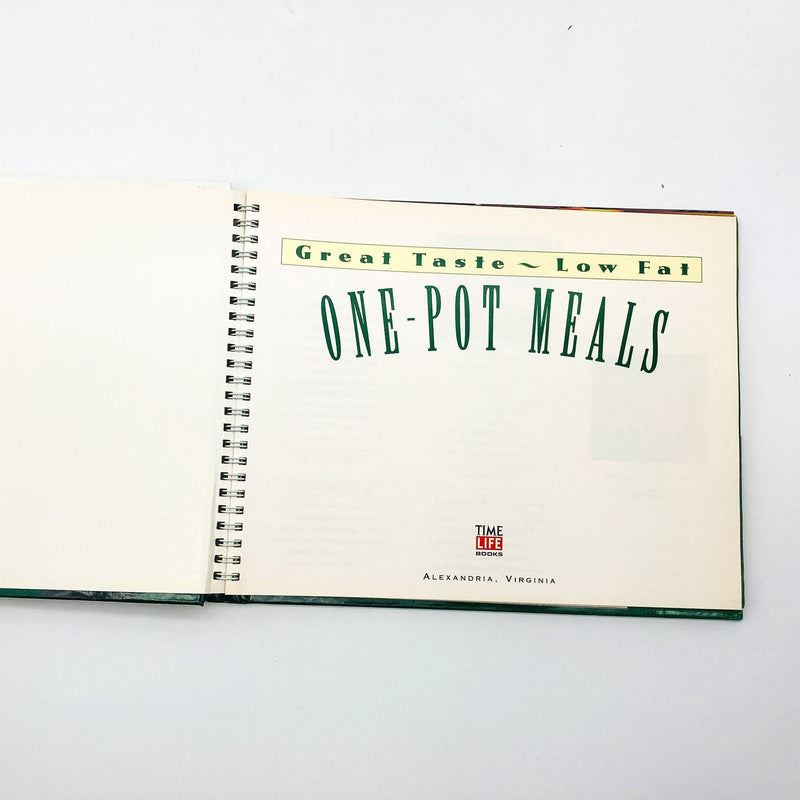 Great Taste ~ Low Fat
ONE-POT MEALS
TIME
LIFE
BOOKS
ALEXANDRIA, VIRGINIA